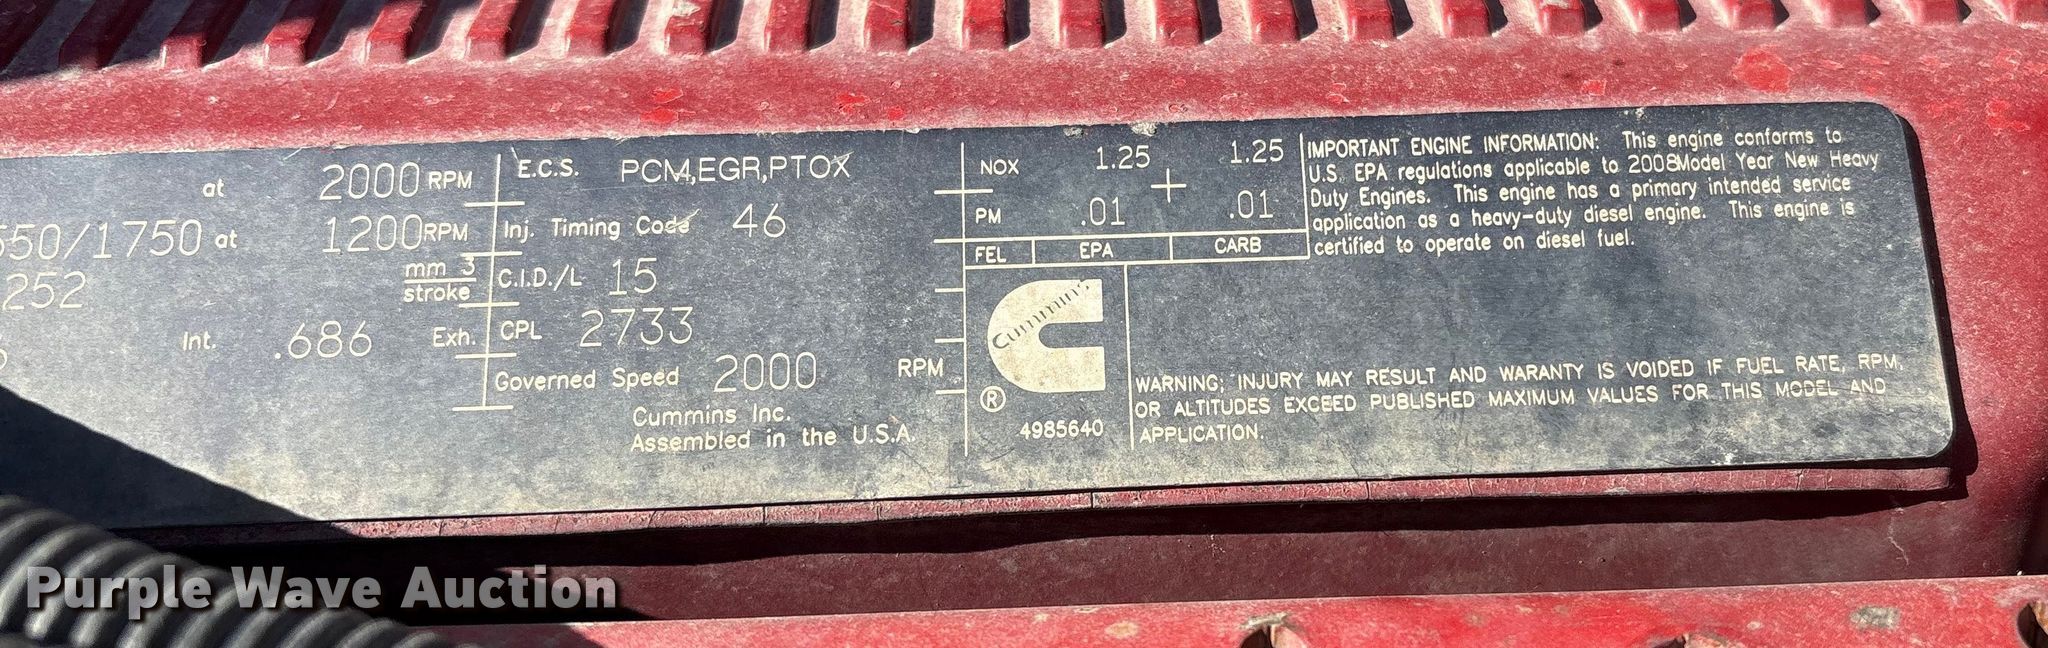 at 2000 RPM
/1750 at 1200 RPM
252 mm 3
stroke
Int. .686 Exh.
E.C.S. PCM,EGR,PTOX
Inj. Timing Code 46
C.I.D./L 15
CPL 2733
Governed Speed 2000 RPM
Cummins Inc.
Assembled in the U.S.A.
NOX 1.25 1.25
PM .01 .01
FEL EPA CARB
Cummins
®
4985640
IMPORTANT ENGINE INFORMATION: This engine conforms to
U.S. EPA regulations applicable to 2008Model Year New Heavy
Duty Engines. This engine has a primary intended service
application as a heavy-duty diesel engine. This engine is
certified to operate on diesel fuel.
WARNING; INJURY MAY RESULT AND WARANTY IS VOIDED IF FUEL RATE, RPM,
OR ALTITUDES EXCEED PUBLISHED MAXIMUM VALUES FOR THIS MODEL AND
APPLICATION.
Purple Wave Auction